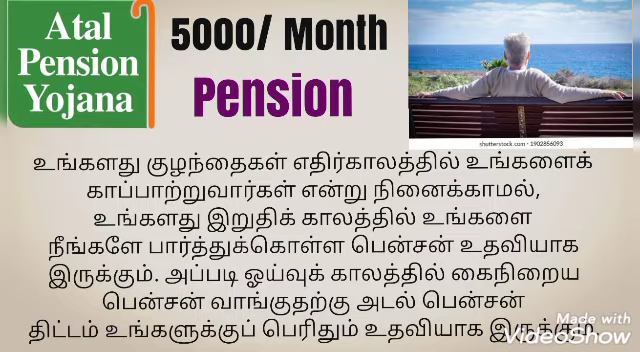 Atal
Pension
Yojana
5000/ Month
Pension
shutterstock.com · 1902856093
உங்களது குழந்தைகள் எதிர்காலத்தில் உங்களைக்
காப்பாற்றுவார்கள் என்று நினைக்காமல்,
உங்களது இறுதிக் காலத்தில் உங்களை
நீங்களே பார்த்துக்கொள்ள பென்சன் உதவியாக
இருக்கும். அப்படி ஓய்வுக் காலத்தில் கைநிறைய
பென்சன் வாங்குதற்கு அடல் பென்சன்
திட்டம் உங்களுக்குப் பெரிதும் உதவியாக இருக்கும்.
Made with
VideoShow